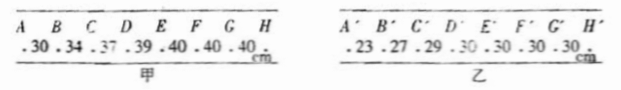 A B C D E F G H A′ B′ C′ D′ E′ F′ G′ H′
.30 .34 .37 .39 .40 .40 .40 . cm .23 .27 .29 .30 .30 .30 .30 . cm
甲 乙